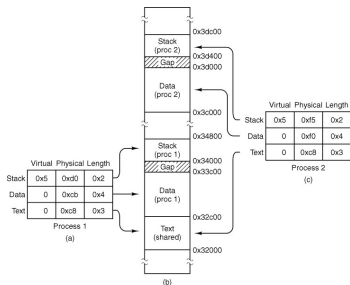 0x3dc00
Stack
(proc 2)
0x3d400
Gap
0x3d000
Data
(proc 2)
0x3c000
0x34800
Stack
(proc 1)
0x34000
Gap
0x33c00
Data
(proc 1)
0x32c00
Text
(shared)
0x32000
(b)
Virtual Physical Length
Stack 0x5 0xd0 0x2
Data 0 0xcb 0x4
Text 0 0xc8 0x3
Process 1
(a)
Virtual Physical Length
Stack 0x5 0xf5 0x2
Data 0 0xf0 0x4
Text 0 0xc8 0x3
Process 2
(c)